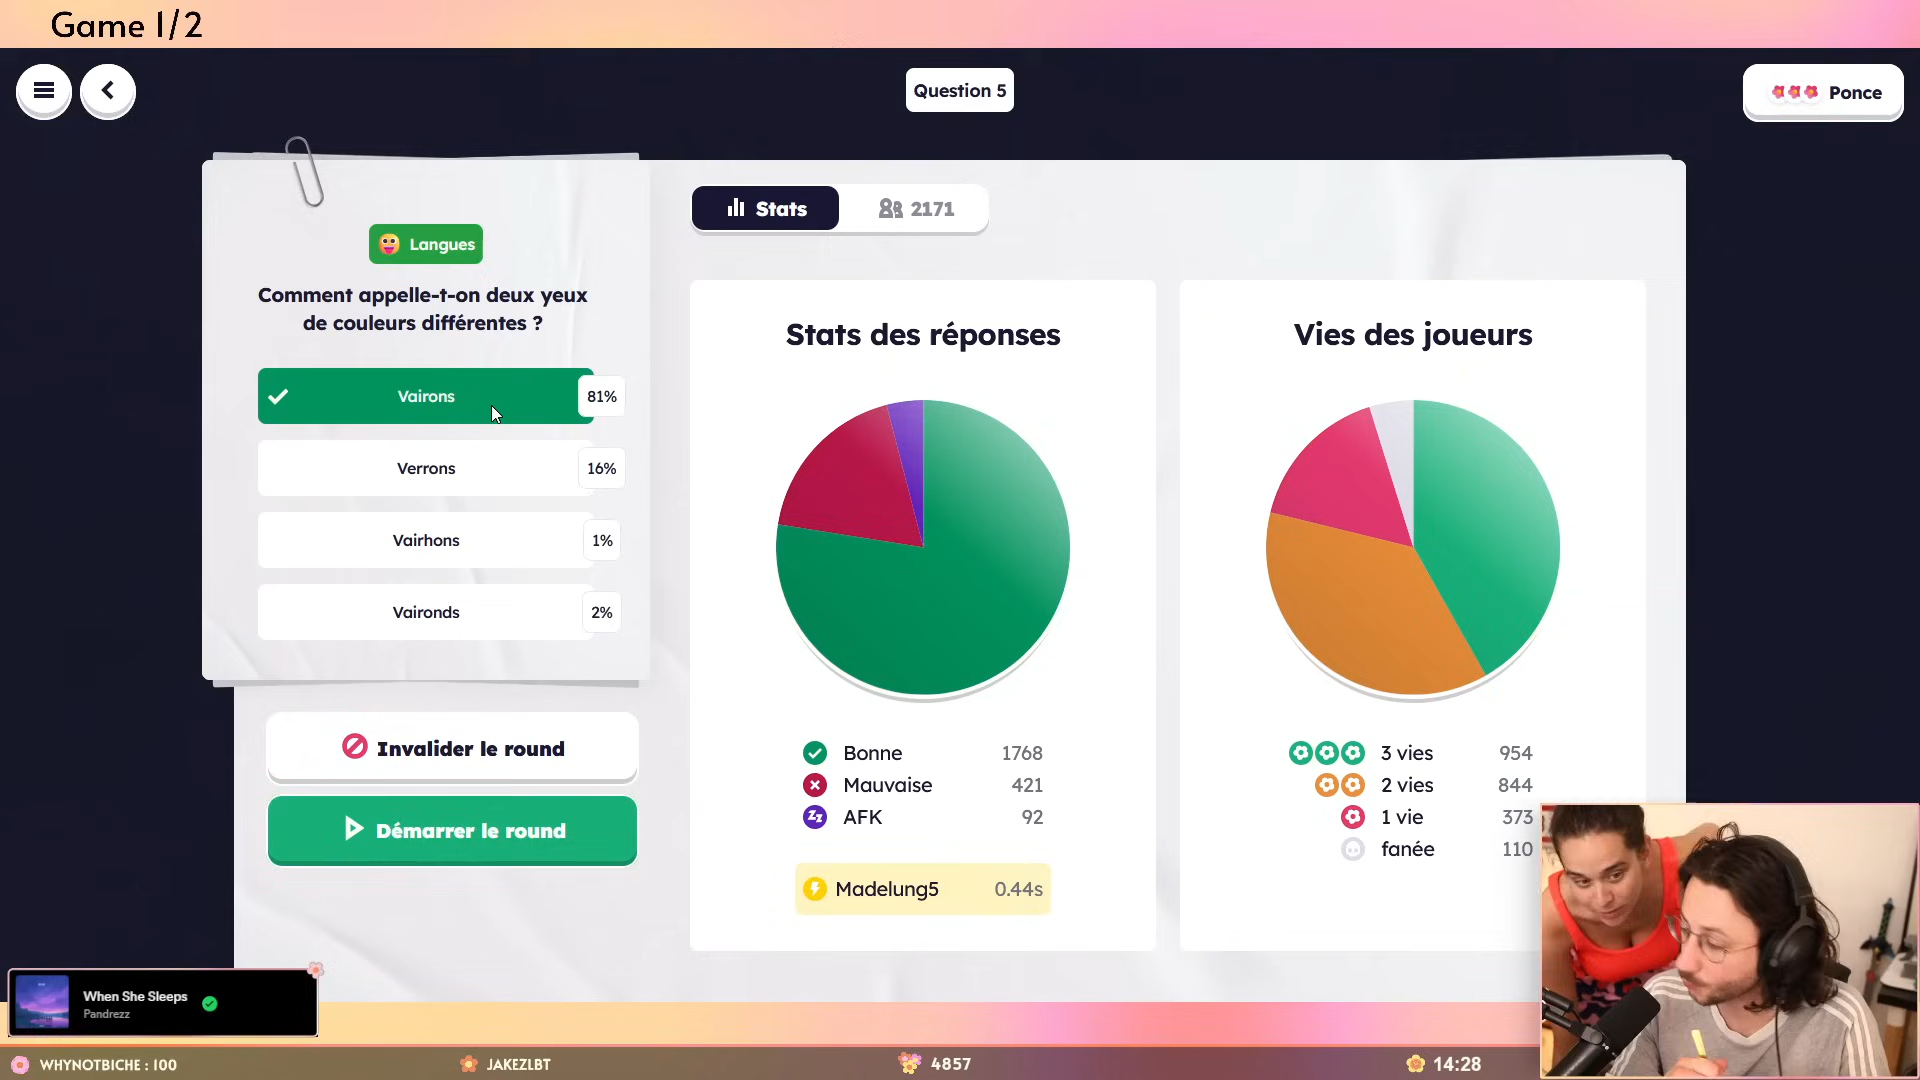 Game 1/2
Question 5
Ponce
Stats
2171
Langues
Comment appelle-t-on deux yeux
de couleurs différentes ?
Vairons
81%
Verrons
16%
Vairhons
1%
Vaironds
2%
Invalider le round
Démarrer le round
Stats des réponses
Bonne 1768
Mauvaise 421
zz AFK 92
Madelung5 0.44s
Vies des joueurs
3 vies 954
2 vies 844
1 vie 373
fanée 110
When She Sleeps
Pandrezz
WHYNOTBICHE : 100
JAKEZLBT
4857
14:28